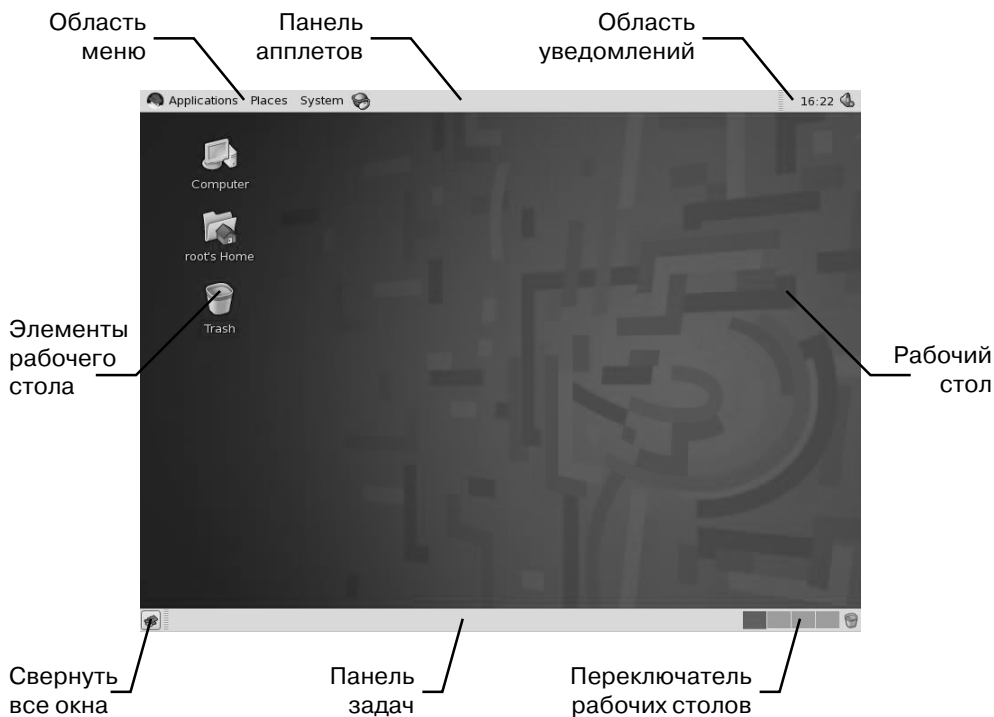 Область
меню
Панель
апплетов
Область
уведомлений
Applications Places System
16:22
Computer
root's Home
Trash
Элементы
рабочего
стола
Рабочий
стол
Свернуть
все окна
Панель
задач
Переключатель
рабочих столов